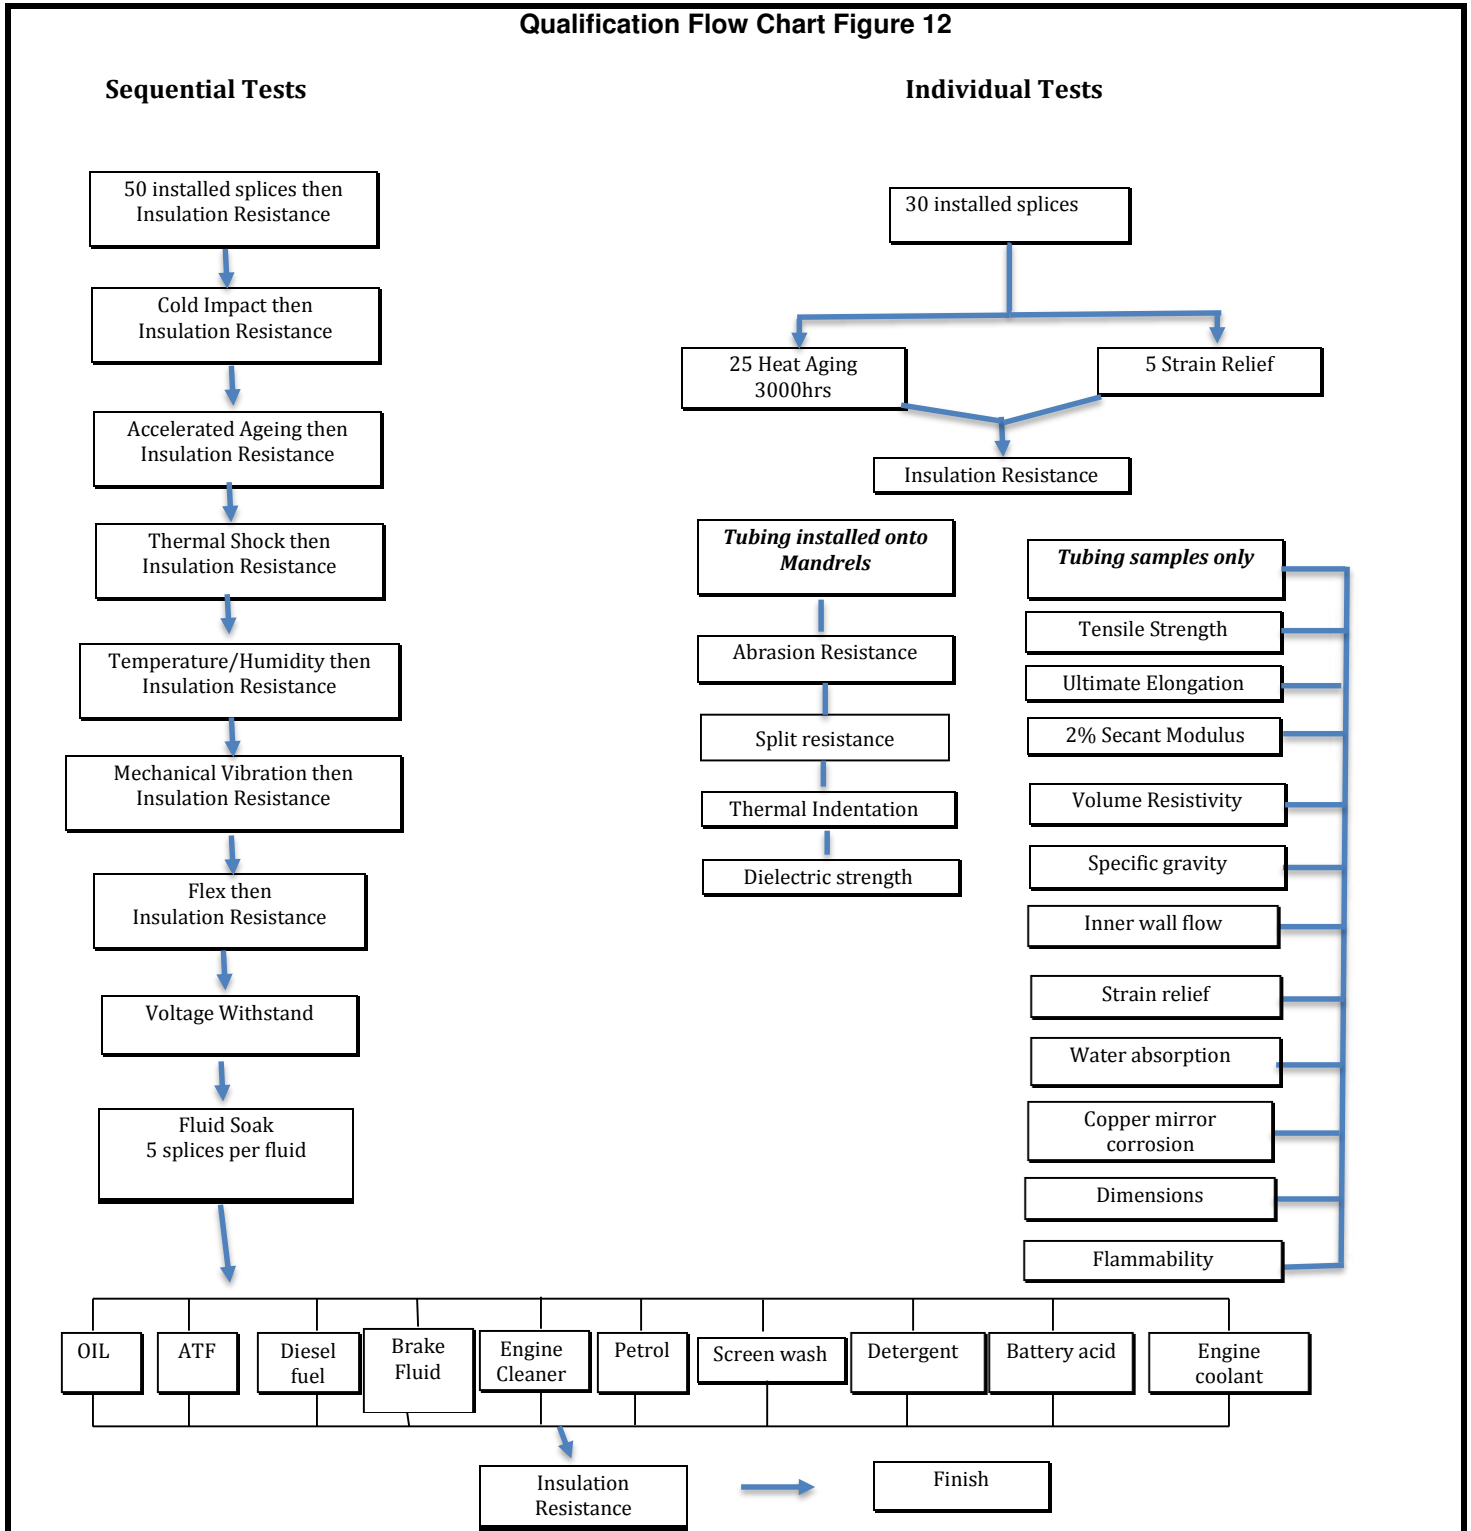 Qualification Flow Chart Figure 12
Sequential Tests
50 installed splices then
Insulation Resistance
Cold Impact then
Insulation Resistance
Accelerated Ageing then
Insulation Resistance
Thermal Shock then
Insulation Resistance
Temperature/Humidity then
Insulation Resistance
Mechanical Vibration then
Insulation Resistance
Flex then
Insulation Resistance
Voltage Withstand
Fluid Soak
5 splices per fluid
Individual Tests
30 installed splices
25 Heat Aging
3000hrs
5 Strain Relief
Insulation Resistance
Tubing installed onto
Mandrels
Abrasion Resistance
Split resistance
Thermal Indentation
Dielectric strength
Tubing samples only
Tensile Strength
Ultimate Elongation
2% Secant Modulus
Volume Resistivity
Specific gravity
Inner wall flow
Strain relief
Water absorption
Copper mirror
corrosion
Dimensions
Flammability
OIL
ATF
Diesel
fuel
Brake
Fluid
Engine
Cleaner
Petrol
Screen wash
Detergent
Battery acid
Engine
coolant
Insulation
Resistance
Finish